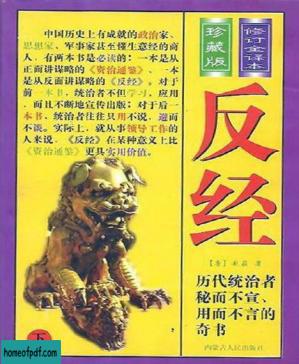 中国历史上有成就的政治家、
思想家、军事家甚至懂生意经的商
人,有两本书是必读的:一本是从
正面讲谋略的《资治通鉴》、一本
是从反面讲谋略的《反经》。对于
前一本书,统治者不但学习、应用,
而且不断地宣传出版;对于后一
本书,统治者往往只用不说,避而
不谈。实际上,就从事领导工作的
人来说,《反经》在某种意义上比
《资治通鉴》更具实用价值。
珍藏版
修订全译本
反经
[唐] 赵蕤 著
历代统治者
秘而不宣、
用而不言的
奇书
内蒙古人民出版社
下
homeofpdf.com